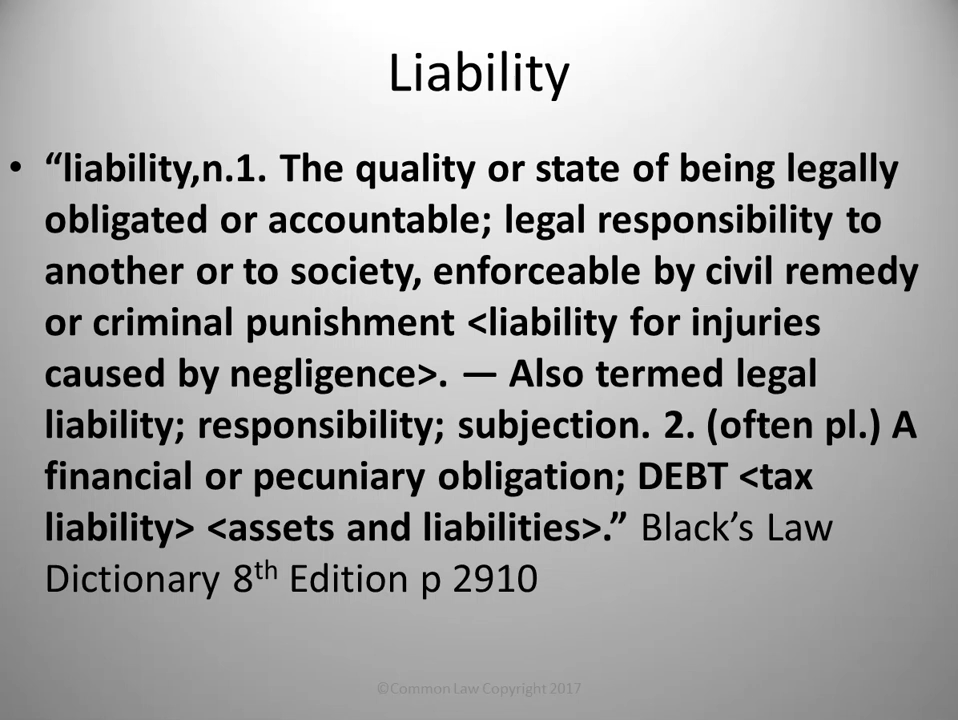 Liability
• “liability,n.1. The quality or state of being legally
obligated or accountable; legal responsibility to
another or to society, enforceable by civil remedy
or criminal punishment <liability for injuries
caused by negligence>. — Also termed legal
liability; responsibility; subjection. 2. (often pl.) A
financial or pecuniary obligation; DEBT <tax
liability> <assets and liabilities>.” Black’s Law
Dictionary 8th Edition p 2910
©Common Law Copyright 2017